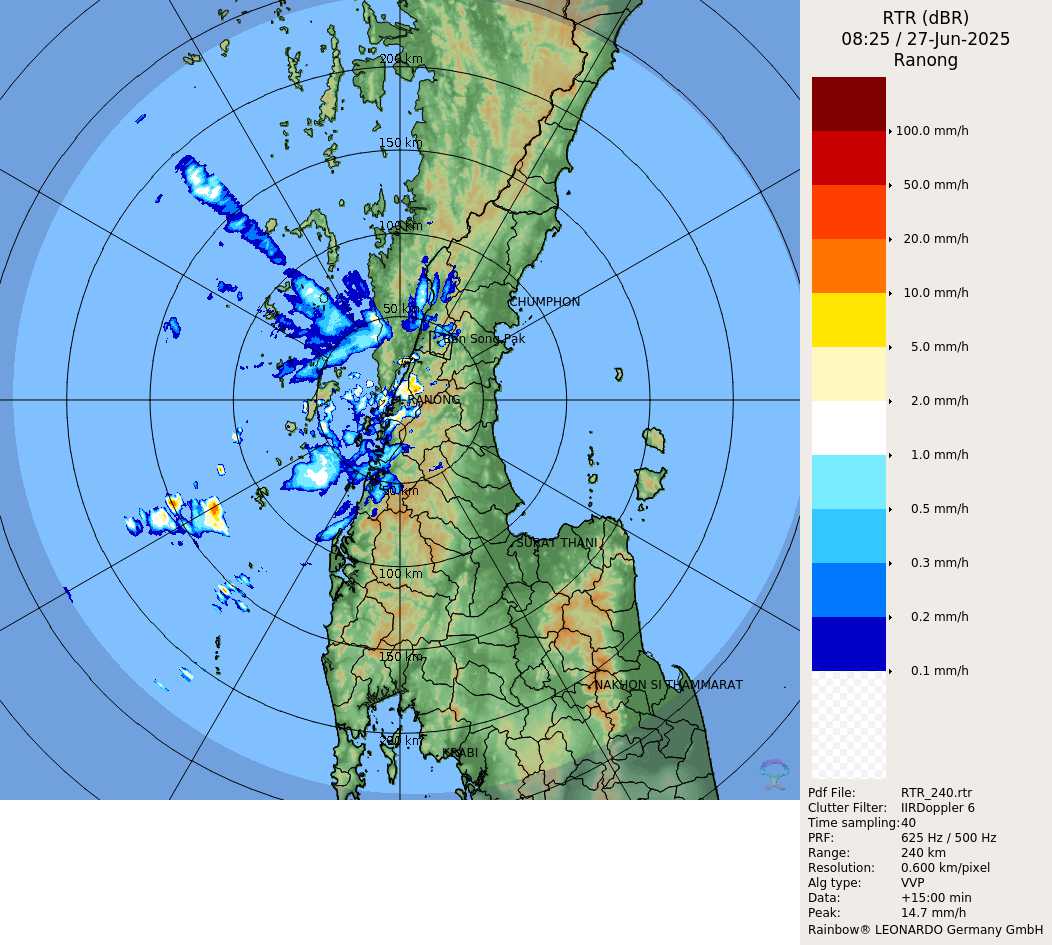 RTR (dBR)
08:25 / 27-Jun-2025
Ranong
100.0 mm/h
50.0 mm/h
20.0 mm/h
10.0 mm/h
5.0 mm/h
2.0 mm/h
1.0 mm/h
0.5 mm/h
0.3 mm/h
0.2 mm/h
0.1 mm/h
Pdf File: RTR_240.rtr
Clutter Filter: IIRDoppler 6
Time sampling: 40
PRF: 625 Hz / 500 Hz
Range: 240 km
Resolution: 0.600 km/pixel
Alg type: VVP
Data: +15:00 min
Peak: 14.7 mm/h
Rainbow® LEONARDO Germany GmbH
200 km
150 km
100 km
CHUMPHON
50 km
Ban Song Pak
RANONG
50 km
SURAT THANI
100 km
150 km
NAKHON SI THAMMARAT
200 km
KRABI